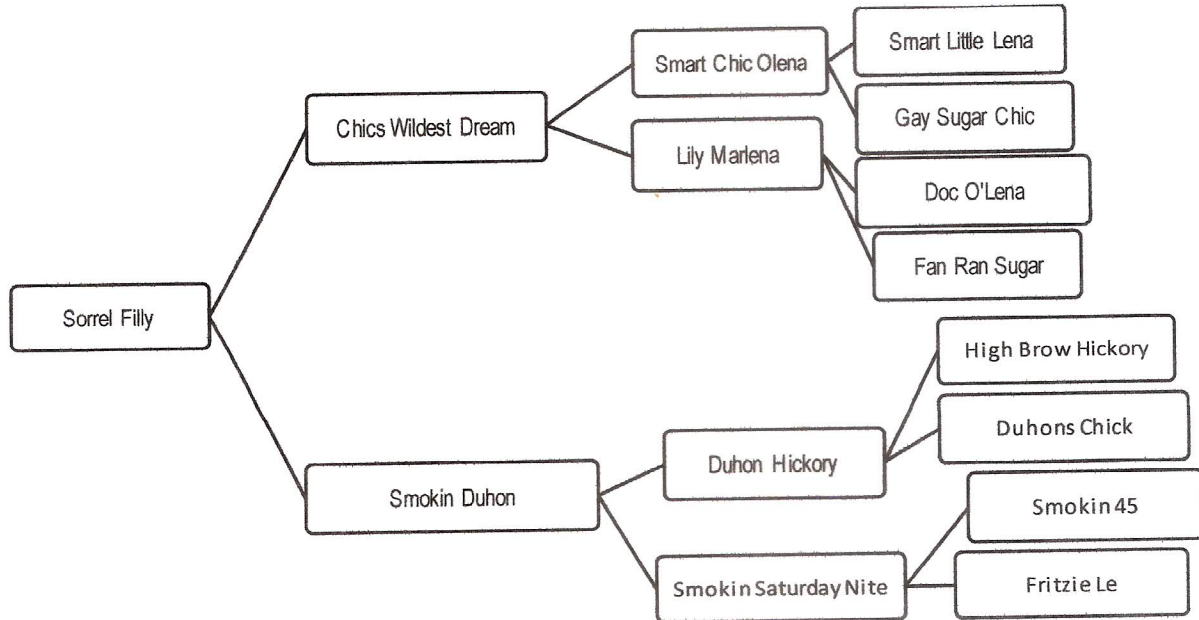 Smart Little Lena
Smart Chic Olena
Gay Sugar Chic
Chics Wildest Dream
Lily Marlena
Doc O'Lena
Fan Ran Sugar
Sorrel Filly
High Brow Hickory
Duhons Chick
Duhon Hickory
Smokin Duhon
Smokin 45
Smokin Saturday Nite
Fritzie Le